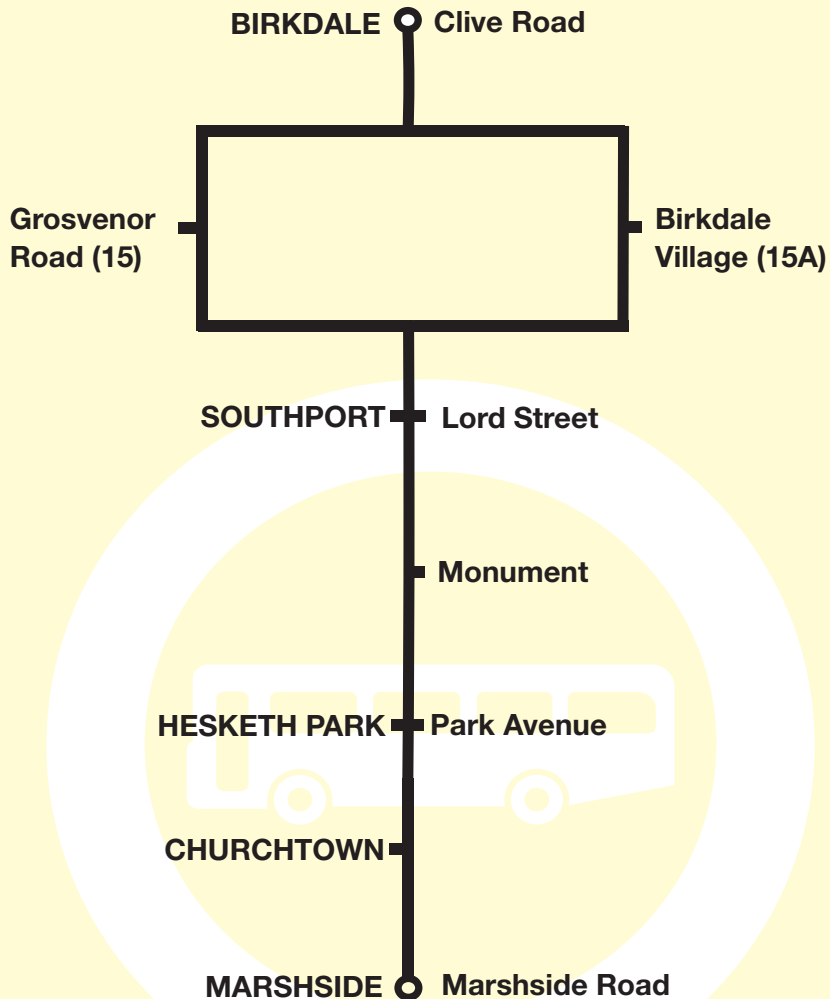 BIRKDALE Clive Road
Grosvenor
Road (15)
Birkdale
Village (15A)
SOUTHPORT Lord Street
Monument
HESKETH PARK Park Avenue
CHURCHTOWN
MARSHSIDE Marshside Road